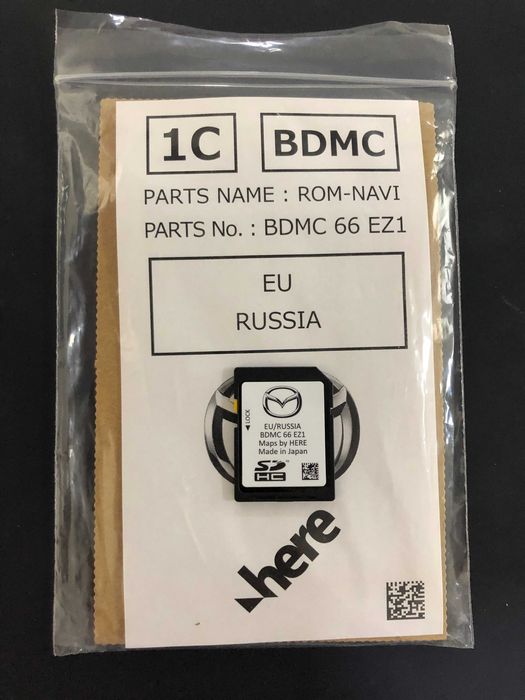 1C BDMC
PARTS NAME : ROM-NAVI
PARTS No. : BDMC 66 EZ1
EU
RUSSIA
◀ LOCK
EU/RUSSIA
BDMC 66 EZ1
Maps by HERE
Made in Japan
SD
HC
here